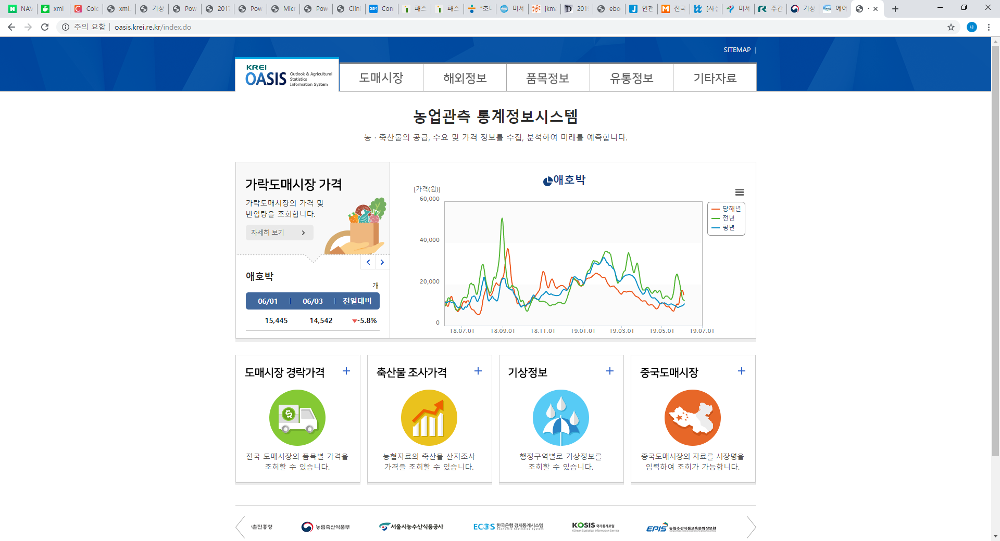 NAV
xml
Colo
xml
기상
Pow
2017
Pow
Micr
Pow
Clini
Con
패스
패스
"초
미세
jkm
201
ebo
인천
전국
[사
미세
주간
기상
에어
주의 요함 | oasis.krei.re.kr/index.do
SITEMAP |
KREI
OASIS Outlook & Agricultural
Statistics
Information System
도매시장 해외정보 품목정보 유통정보 기타자료
농업관측 통계정보시스템
농 · 축산물의 공급, 수요 및 가격 정보를 수집, 분석하여 미래를 예측합니다.
가락도매시장 가격
가락도매시장의 가격 및
반입량을 조회합니다.
자세히 보기
애호박
개
06/01 06/03 전일대비
15,445 14,542 ▼-5.8%
애호박
[가격(원)]
60,000
40,000
20,000
0
18.07.01 18.09.01 18.11.01 19.01.01 19.03.01 19.05.01 19.07.01
당해년
전년
평년
도매시장 경락가격 +
전국 도매시장의 품목별 가격을
조회할 수 있습니다.
축산물 조사가격 +
농협자료의 축산물 산지조사
가격을 조회할 수 있습니다.
기상정보 +
행정구역별로 기상정보를
조회할 수 있습니다.
중국도매시장 +
중국도매시장의 자료를 시장명을
입력하여 조회가 가능합니다.
촌진흥청
농림축산식품부
서울시농수산식품공사
ECOS 한국은행 경제통계시스템
Economic Statistics System
KOSIS 국가통계포털
KOrean Statistical Information Service
EPIS 농림수산식품교육문화정보원